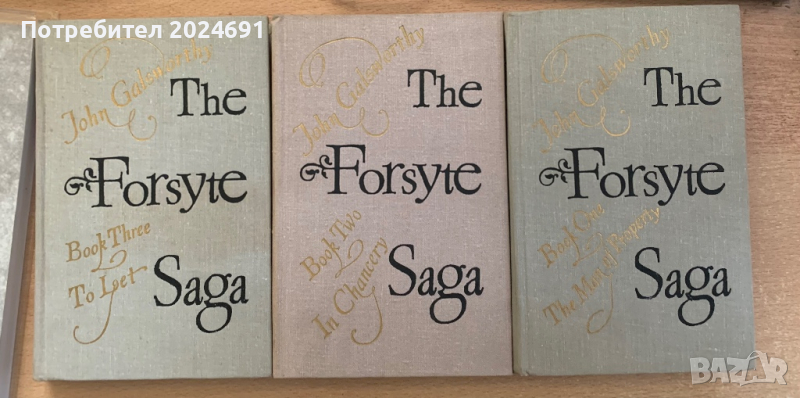 Потребител 2024691
John Galsworthy
The
Forsyte
Saga
Book Three
To Let
John Galsworthy
The
Forsyte
Saga
Book Two
In Chancery
John Galsworthy
The
Forsyte
Saga
Book One
The Man of Property
BAZAR